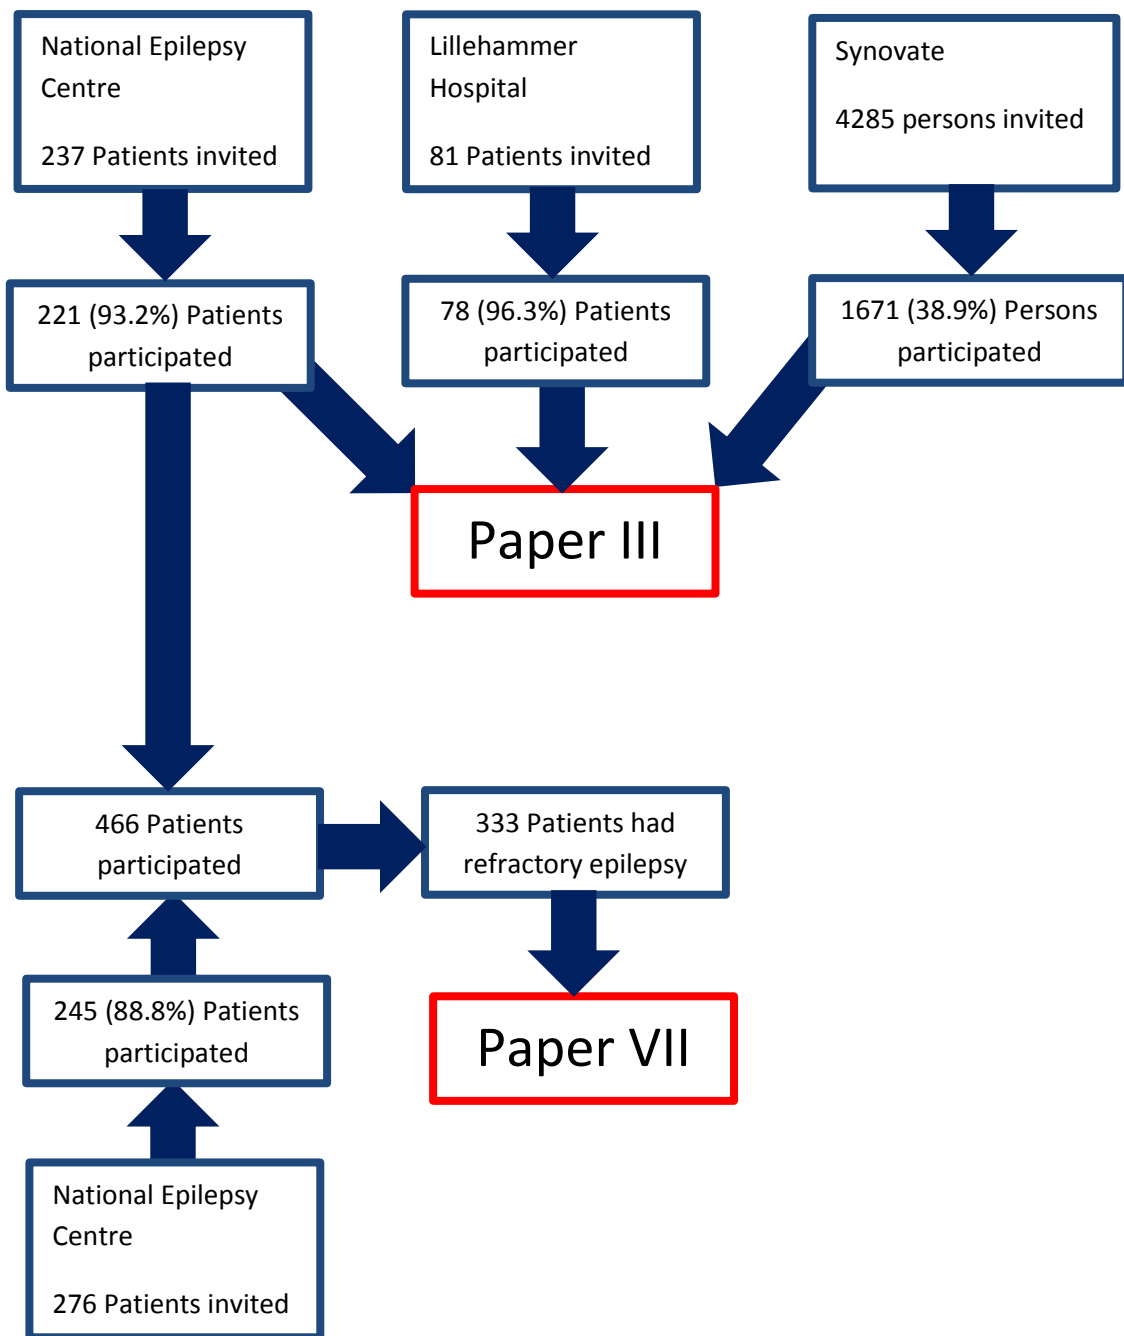 National Epilepsy
Centre
237 Patients invited
Lillehammer
Hospital
81 Patients invited
Synovate
4285 persons invited
221 (93.2%) Patients
participated
78 (96.3%) Patients
participated
1671 (38.9%) Persons
participated
Paper III
466 Patients
participated
333 Patients had
refractory epilepsy
245 (88.8%) Patients
participated
Paper VII
National Epilepsy
Centre
276 Patients invited